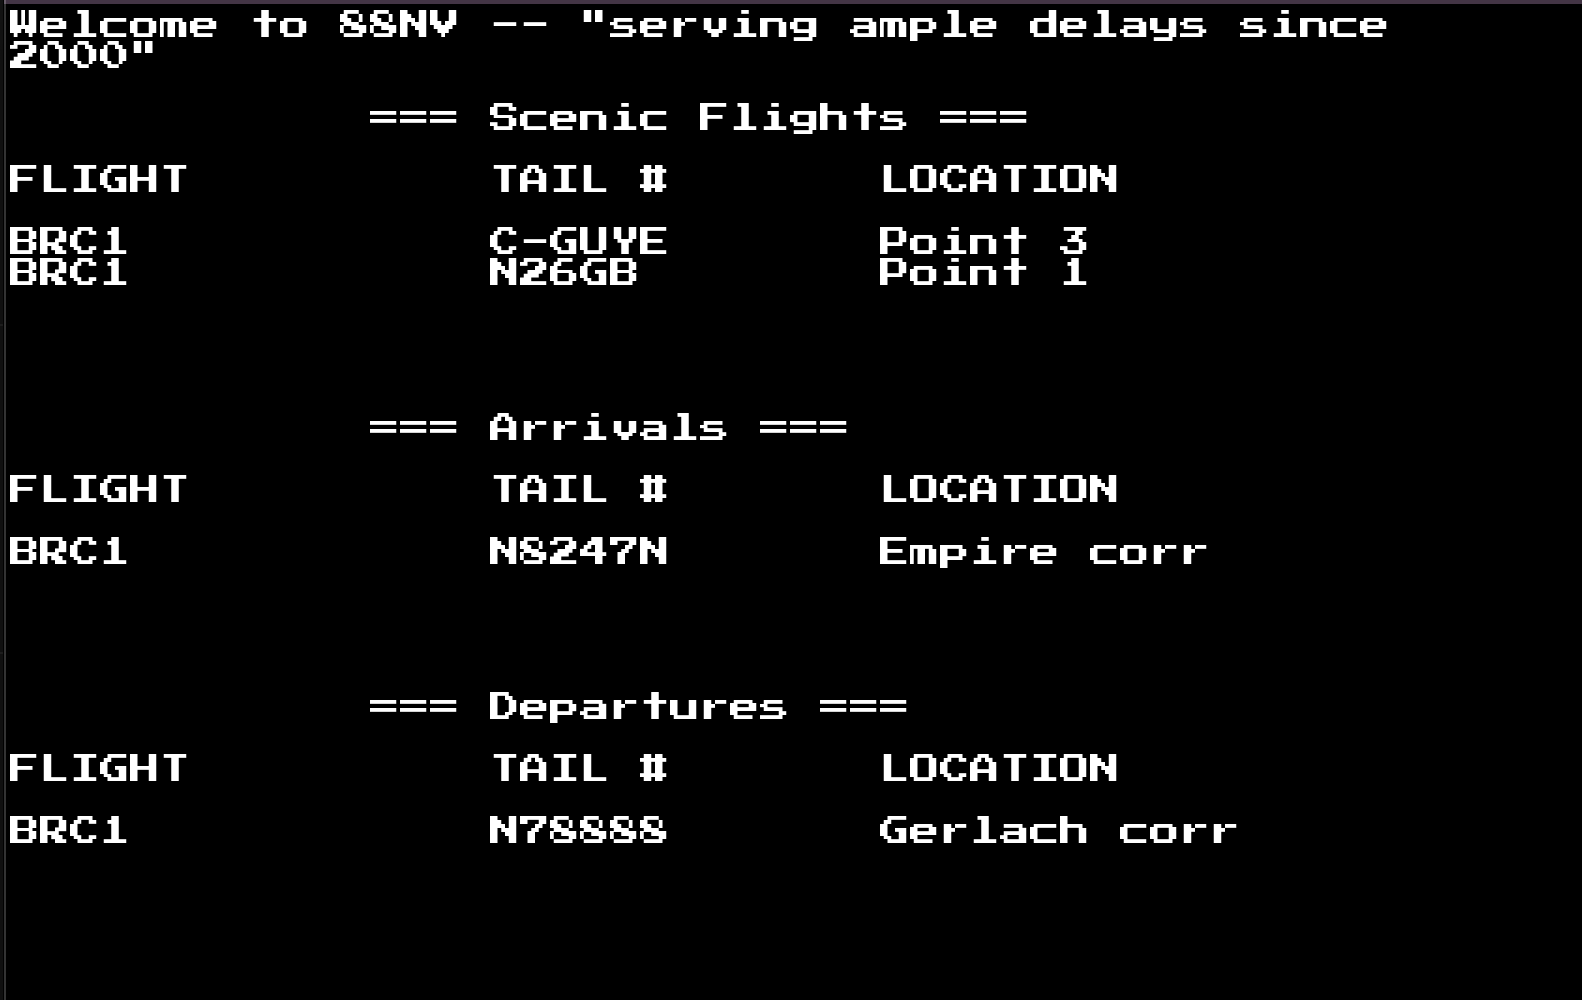 Welcome to 88NV -- "serving ample delays since
2000"
=== Scenic Flights ===
FLIGHT TAIL # LOCATION
BRC1 C-GUYE Point 3
BRC1 N26GB Point 1
=== Arrivals ===
FLIGHT TAIL # LOCATION
BRC1 N8247N Empire corr
=== Departures ===
FLIGHT TAIL # LOCATION
BRC1 N78888 Gerlach corr